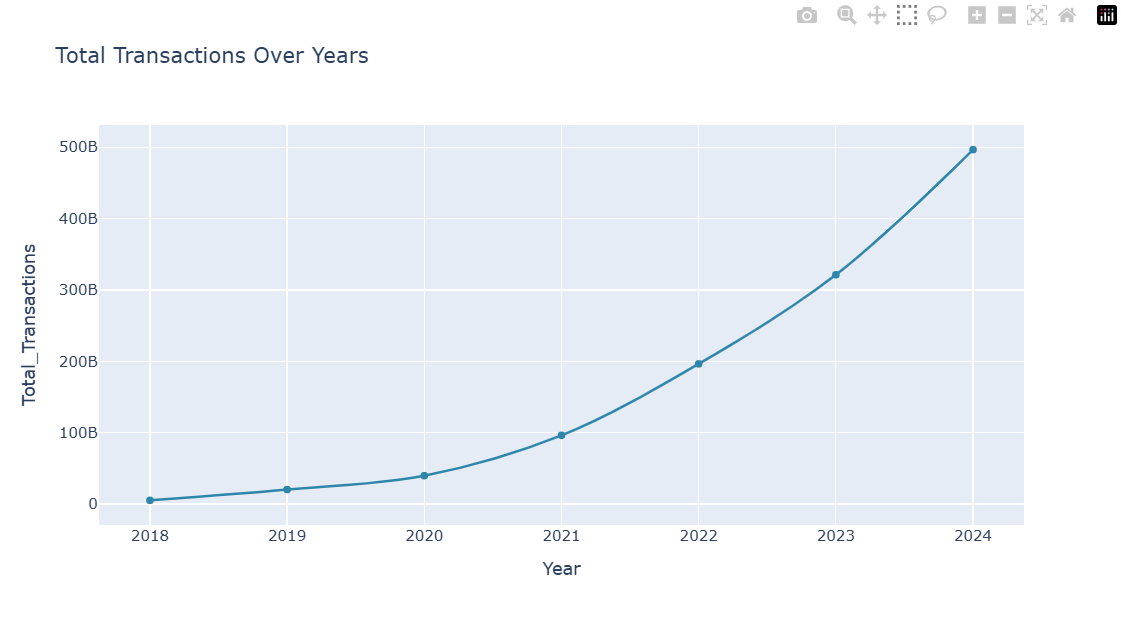 Total Transactions Over Years
500B
400B
300B
200B
100B
0
Total_Transactions
2018 2019 2020 2021 2022 2023 2024
Year